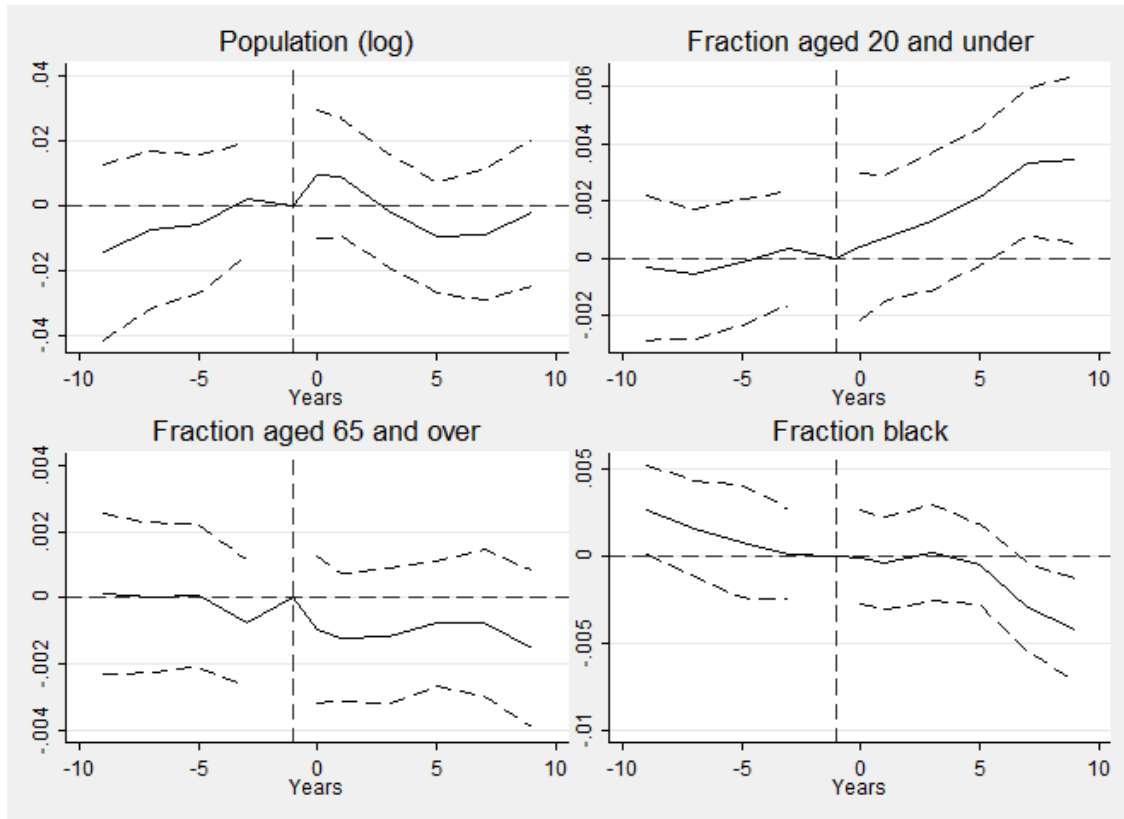 Population (log)
.04
.02
0
-.02
-.04
-10 -5 0 5 10
Years
Fraction aged 20 and under
.006
.004
.002
0
-.002
-10 -5 0 5 10
Years
Fraction aged 65 and over
.004
.002
0
-.002
-.004
-10 -5 0 5 10
Years
Fraction black
.005
0
-.005
-.01
-10 -5 0 5 10
Years